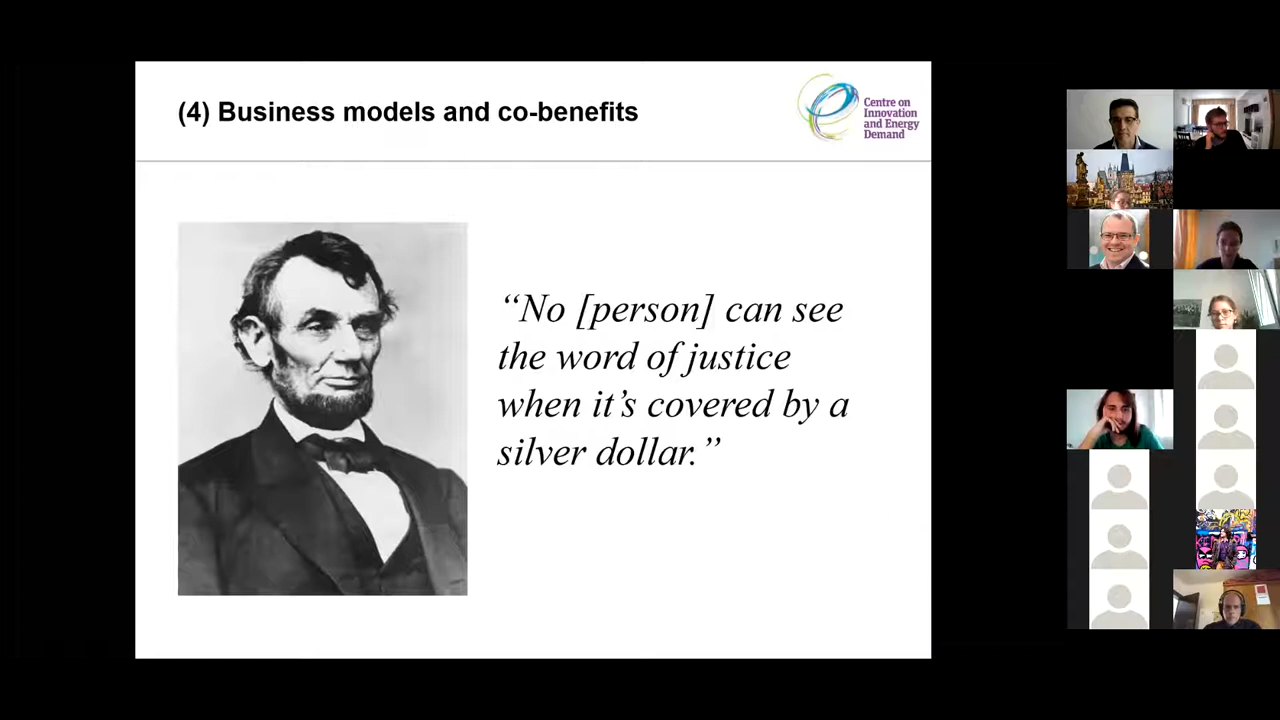 (4) Business models and co-benefits
Centre on
Innovation
and Energy
Demand
“No [person] can see
the word of justice
when it’s covered by a
silver dollar.”